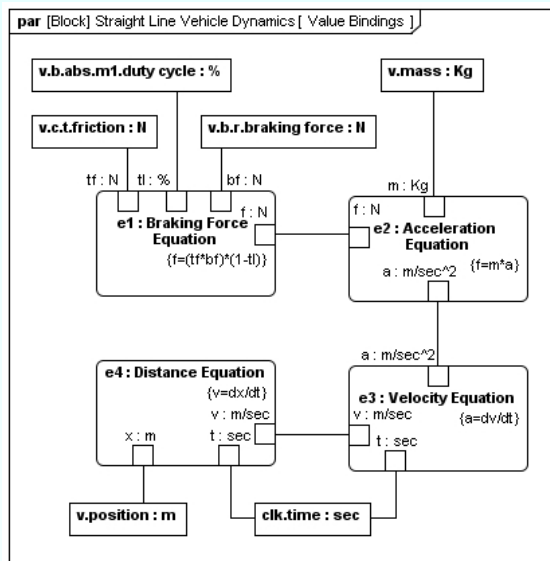 par [Block] Straight Line Vehicle Dynamics [ Value Bindings ]
v.b.abs.m1.duty cycle : %
v.mass : Kg
v.c.t.friction : N
v.b.r.braking force : N
tf : N
tl : %
bf : N
m : Kg
f : N
e1 : Braking Force
Equation
{f=(tf*bf)*(1-tl)}
f : N
e2 : Acceleration
Equation
{f=m*a}
a : m/sec^2
a : m/sec^2
e4 : Distance Equation
{v=dx/dt}
v : m/sec
x : m
t : sec
e3 : Velocity Equation
v : m/sec
{a=dv/dt}
t : sec
v.position : m
clk.time : sec